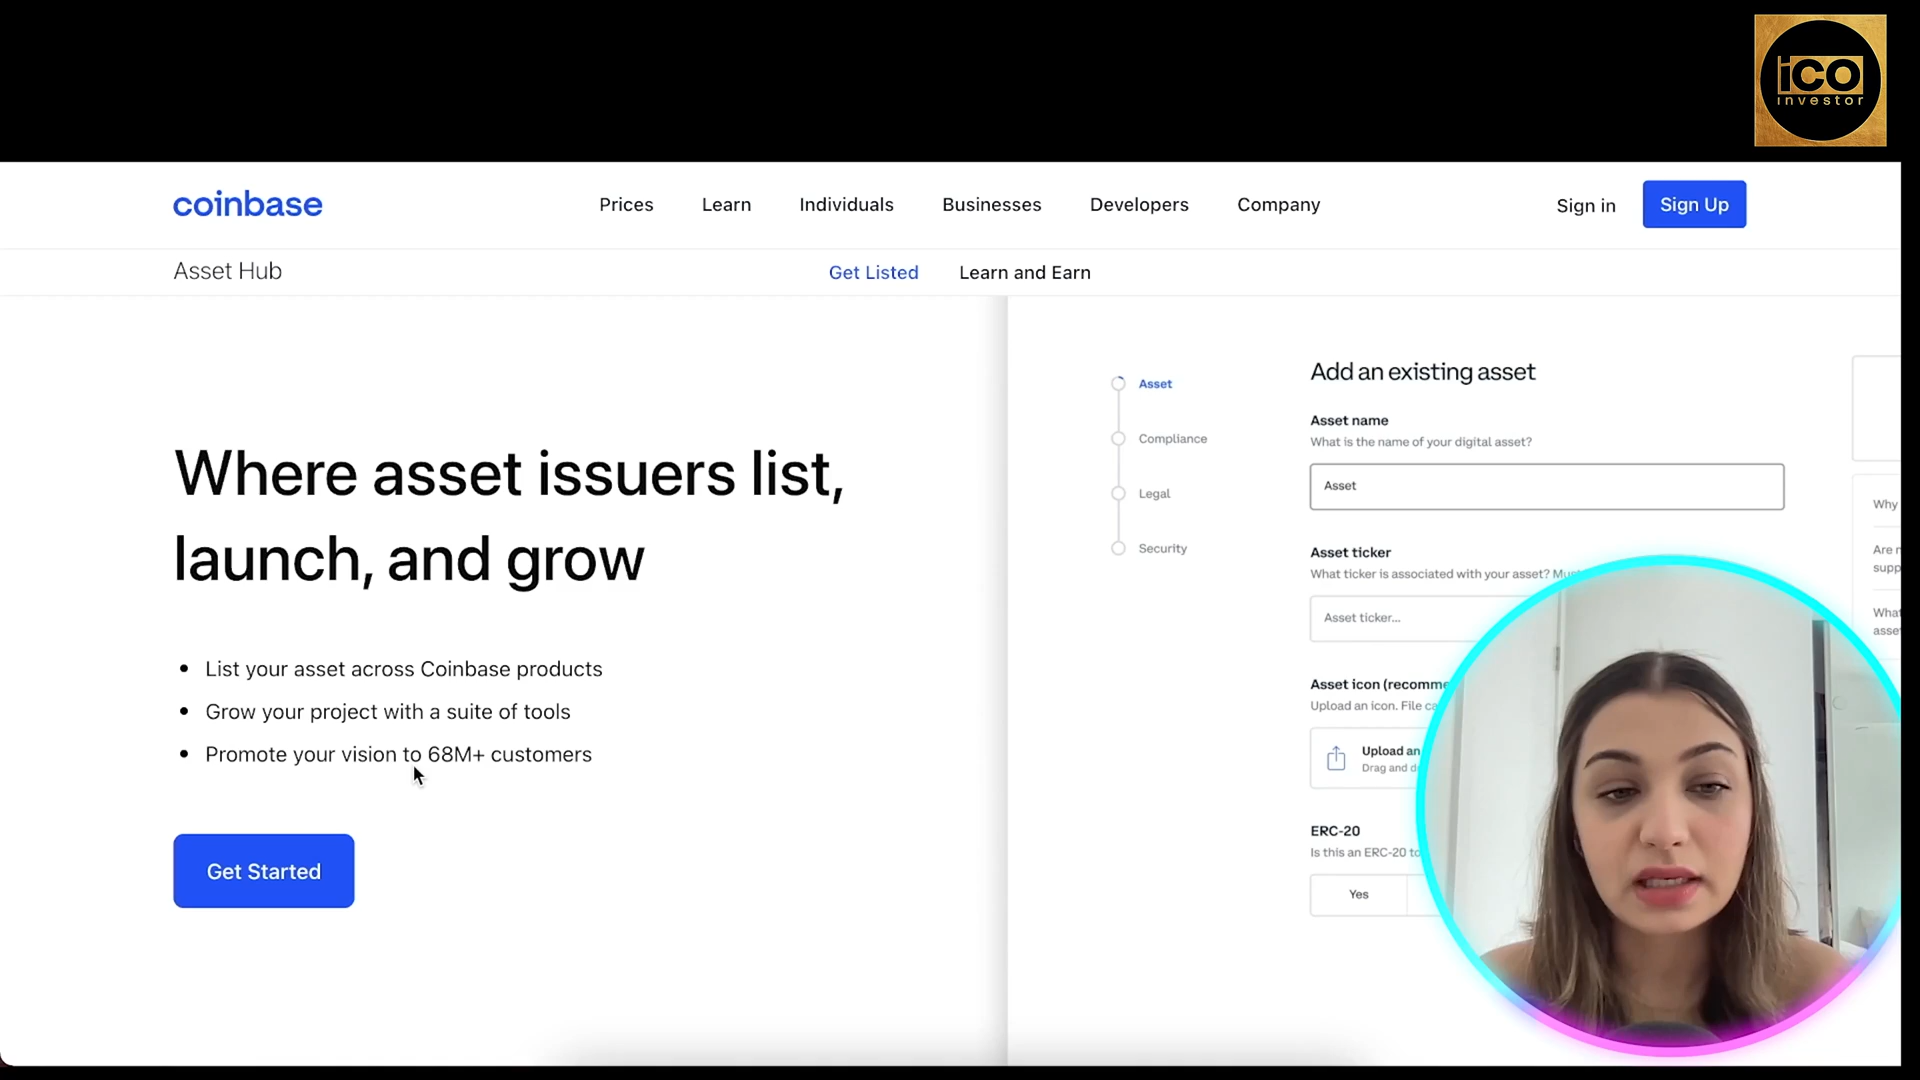 iCO
investor
coinbase
Prices
Learn
Individuals
Businesses
Developers
Company
Sign in
Sign Up
Asset Hub
Get Listed
Learn and Earn
Where asset issuers list,
launch, and grow
List your asset across Coinbase products
Grow your project with a suite of tools
Promote your vision to 68M+ customers
Get Started
Asset
Compliance
Legal
Security
Add an existing asset
Asset name
What is the name of your digital asset?
Asset
Asset ticker
What ticker is associated with your asset?
Asset ticker...
Asset icon
Upload an icon. File
Upload an
Drag and
ERC-20
Is this an ERC-20
Yes
Why
Are
What